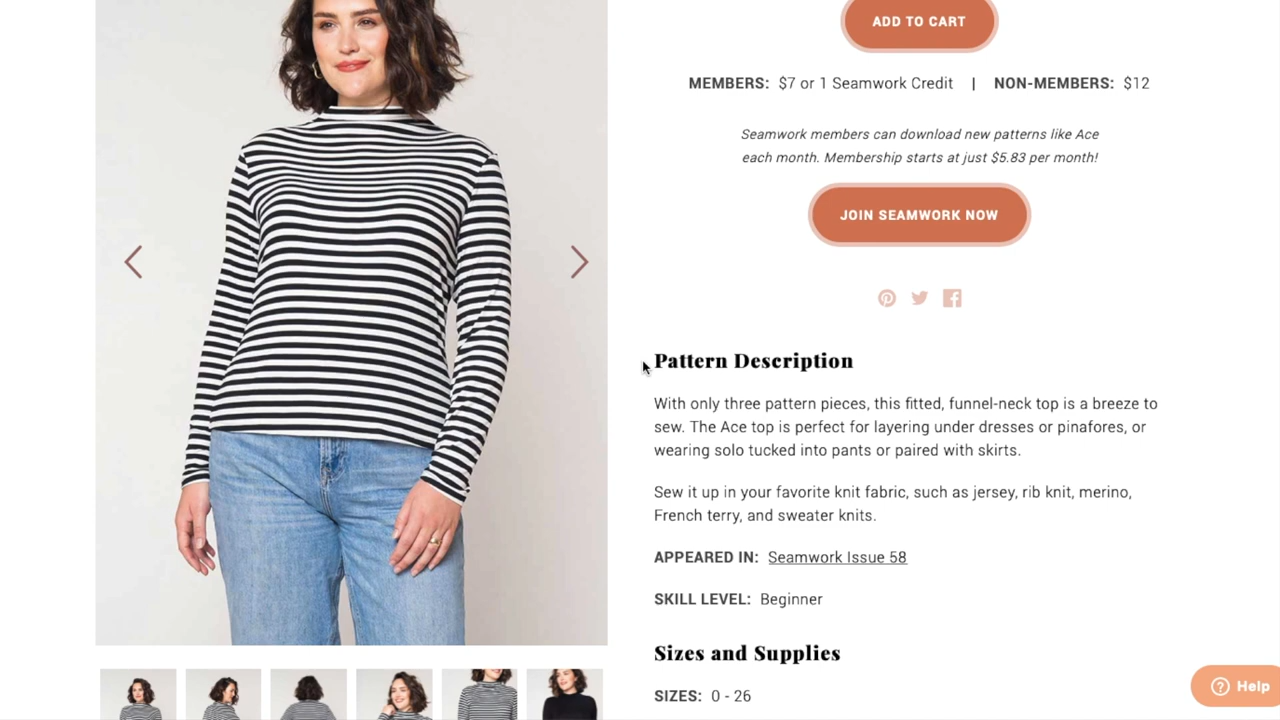 ADD TO CART
MEMBERS: $7 or 1 Seamwork Credit | NON-MEMBERS: $12
Seamwork members can download new patterns like Ace
each month. Membership starts at just $5.83 per month!
JOIN SEAMWORK NOW
Pattern Description
With only three pattern pieces, this fitted, funnel-neck top is a breeze to
sew. The Ace top is perfect for layering under dresses or pinafores, or
wearing solo tucked into pants or paired with skirts.
Sew it up in your favorite knit fabric, such as jersey, rib knit, merino,
French terry, and sweater knits.
APPEARED IN: Seamwork Issue 58
SKILL LEVEL: Beginner
Sizes and Supplies
SIZES: 0 - 26
Help